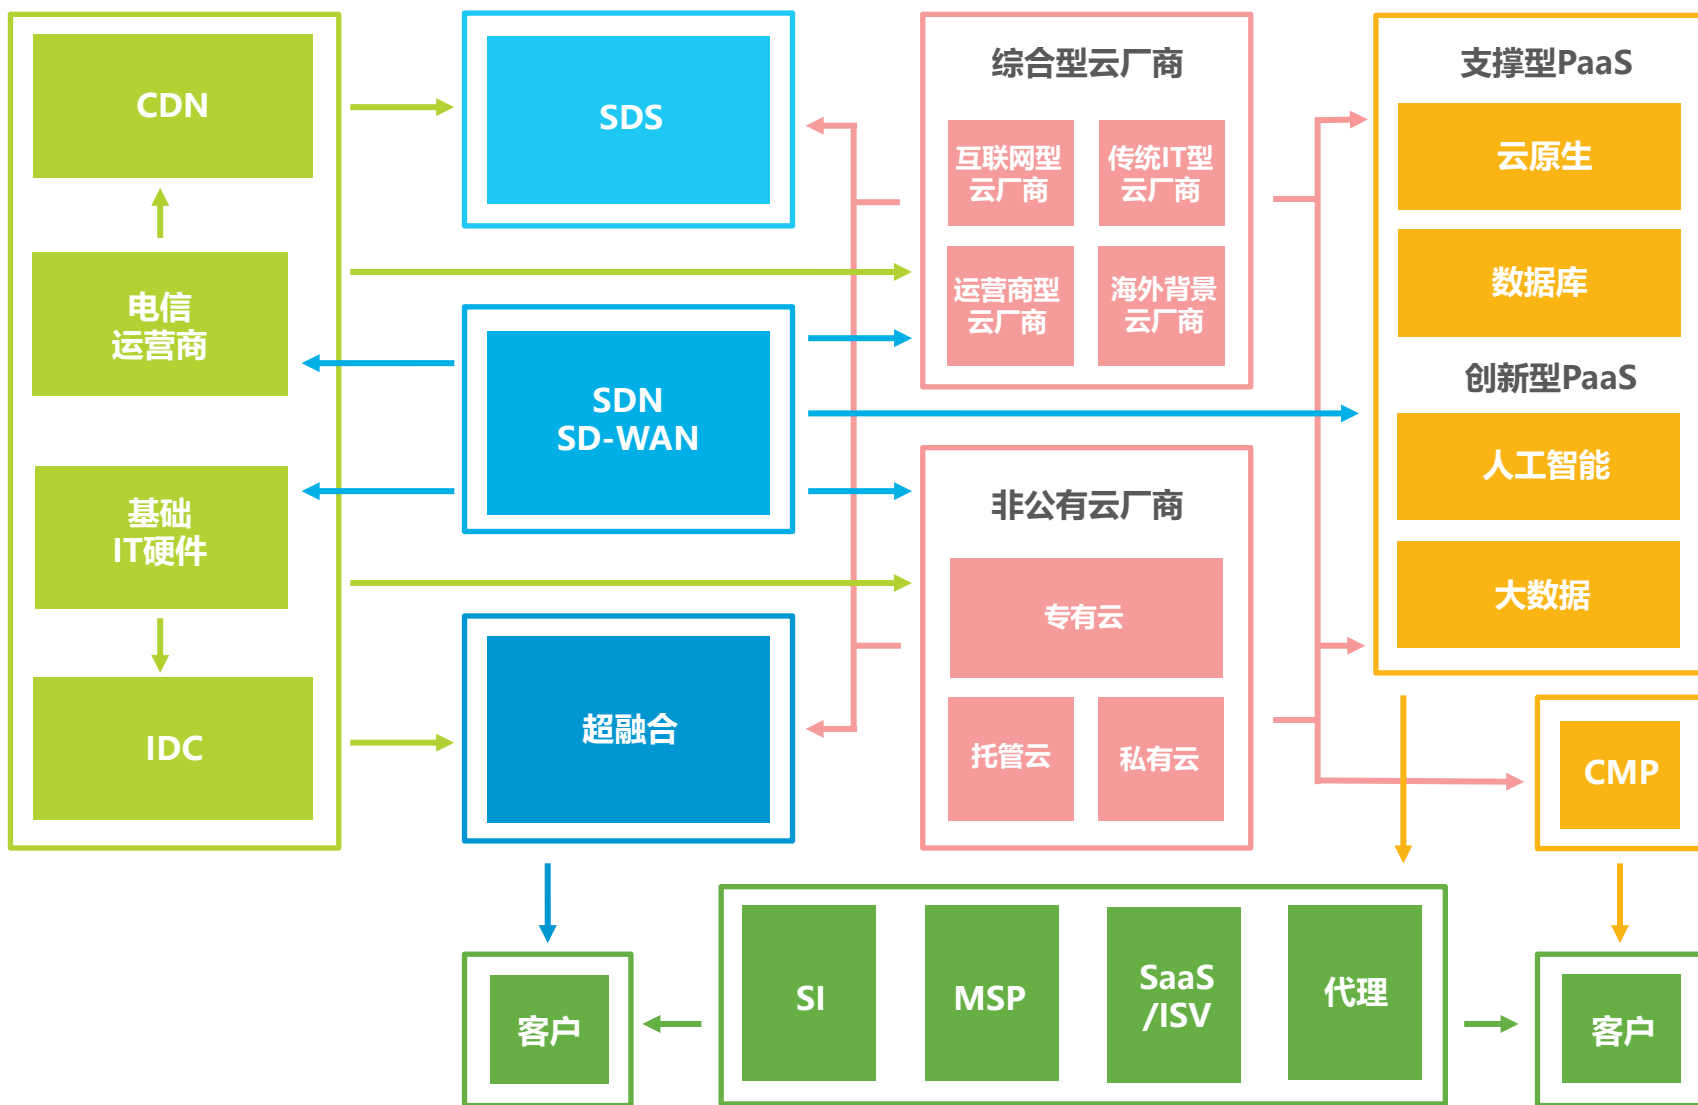 CDN
电信
运营商
基础
IT硬件
IDC
SDS
SDN
SD-WAN
超融合
客户
综合型云厂商
互联网型
云厂商
传统IT型
云厂商
运营商型
云厂商
海外背景
云厂商
非公有云厂商
专有云
托管云
私有云
支撑型PaaS
云原生
数据库
创新型PaaS
人工智能
大数据
CMP
SI
MSP
SaaS
/ISV
代理
客户